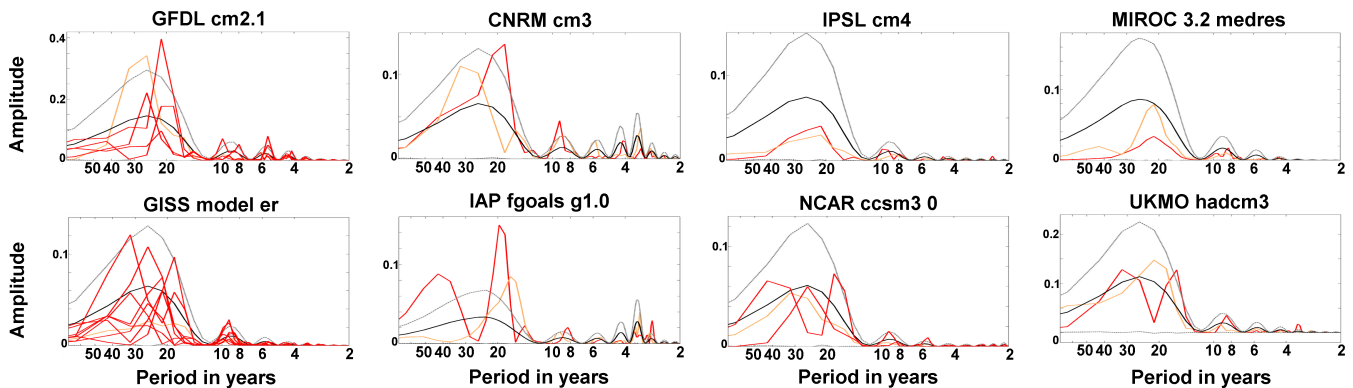 GFDL cm2.1 CNRM cm3 IPSL cm4 MIROC 3.2 medres
Amplitude
0.4
0.2
0
50 40 30 20 10 8 6 4 2
0.1
0
50 40 30 20 10 8 6 4 2
0.1
0
50 40 30 20 10 8 6 4 2
0.1
0
50 40 30 20 10 8 6 4 2
GISS model er IAP fgoals g1.0 NCAR ccsm3 0 UKMO hadcm3
Amplitude
0.1
0
50 40 30 20 10 8 6 4 2
0.1
0
50 40 30 20 10 8 6 4 2
0.1
0
50 40 30 20 10 8 6 4 2
0.2
0.1
0
50 40 30 20 10 8 6 4 2
Period in years Period in years Period in years Period in years